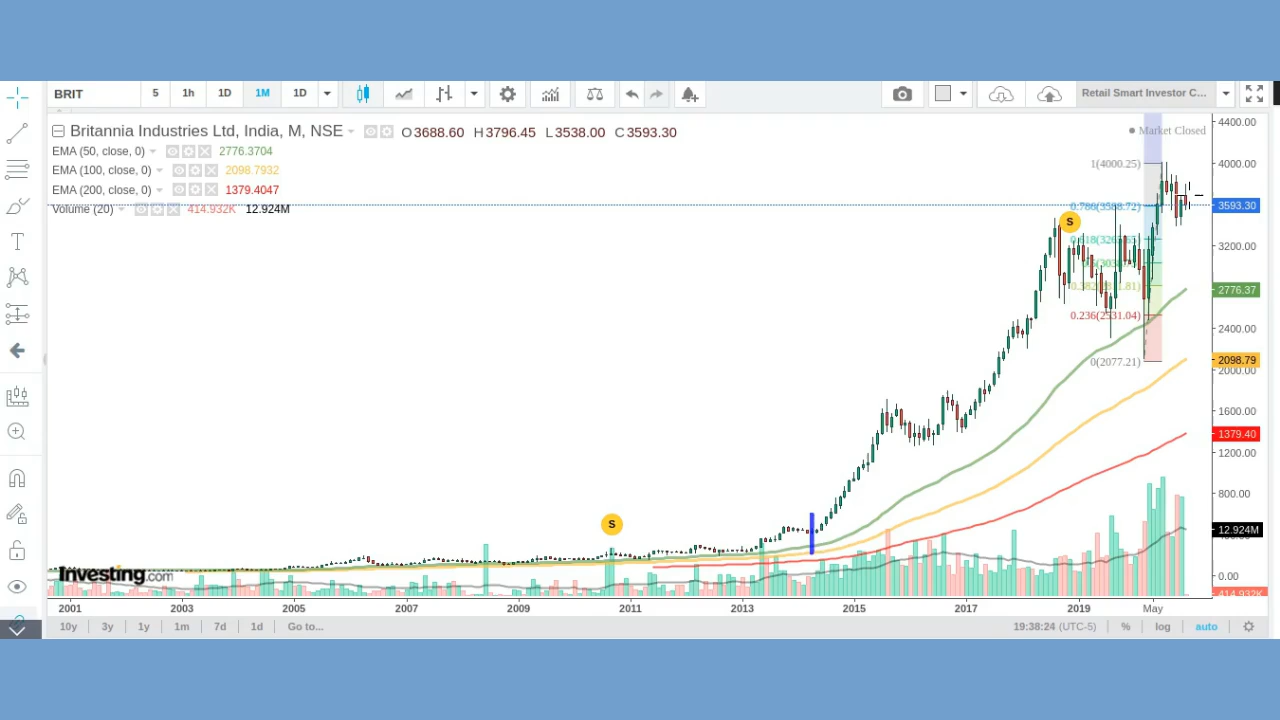 BRIT 5 1h 1D 1M 1D Retail Smart Investor C...
Britannia Industries Ltd, India, M, NSE O3688.60 H3796.45 L3538.00 C3593.30
Market Closed
EMA (50, close, 0) 2776.3704
EMA (100, close, 0) 2098.7932
EMA (200, close, 0) 1379.4047
Volume (20) 414.932K 12.924M
4400.00
1(4000.25) 4000.00
0.786(3588.72) 3593.30
S
3200.00
2776.37
0.236(2531.04)
2400.00
0(2077.21) 2098.79
2000.00
1600.00
1379.40
1200.00
800.00
S
12.924M
Investing.com 0.00
414.932K
2001 2003 2005 2007 2009 2011 2013 2015 2017 2019 May
10y 3y 1y 1m 7d 1d Go to... 19:38:24 (UTC-5) % log auto